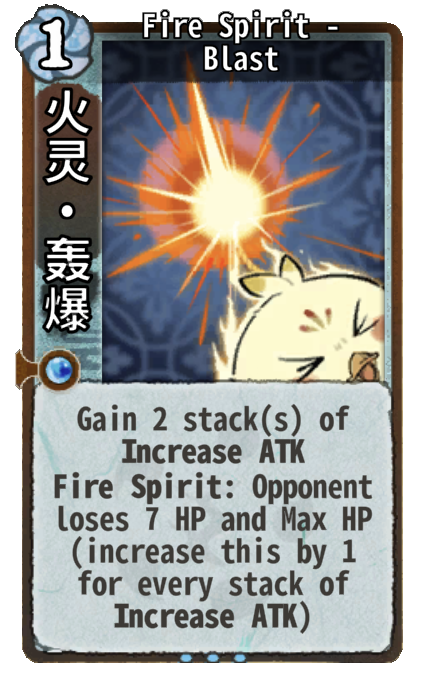 1
Fire Spirit -
Blast
火灵·轰爆
Gain 2 stack(s) of
Increase ATK
Fire Spirit: Opponent
loses 7 HP and Max HP
(increase this by 1
for every stack of
Increase ATK)